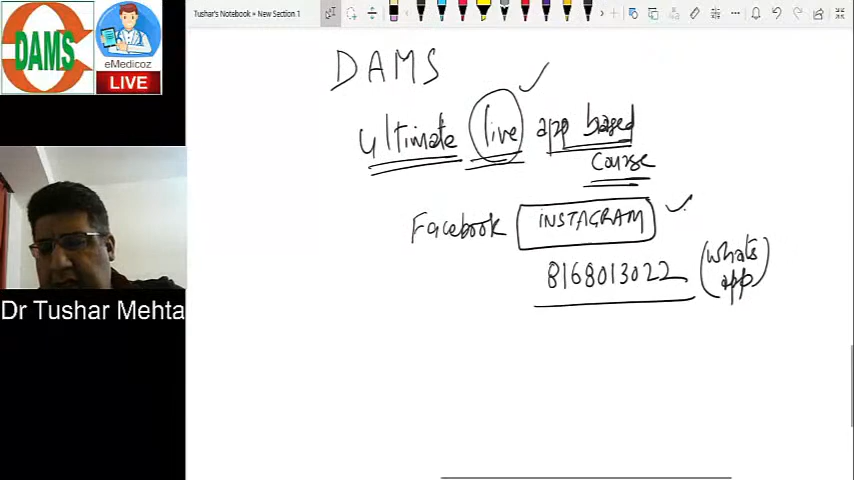 Tushar's Notebook » New Section 1
DAMS
eMedicoz
LIVE
DAMS
Ultimate live app based
course
Facebook INSTAGRAM
8168013022 (whats
app)
Dr Tushar Mehta